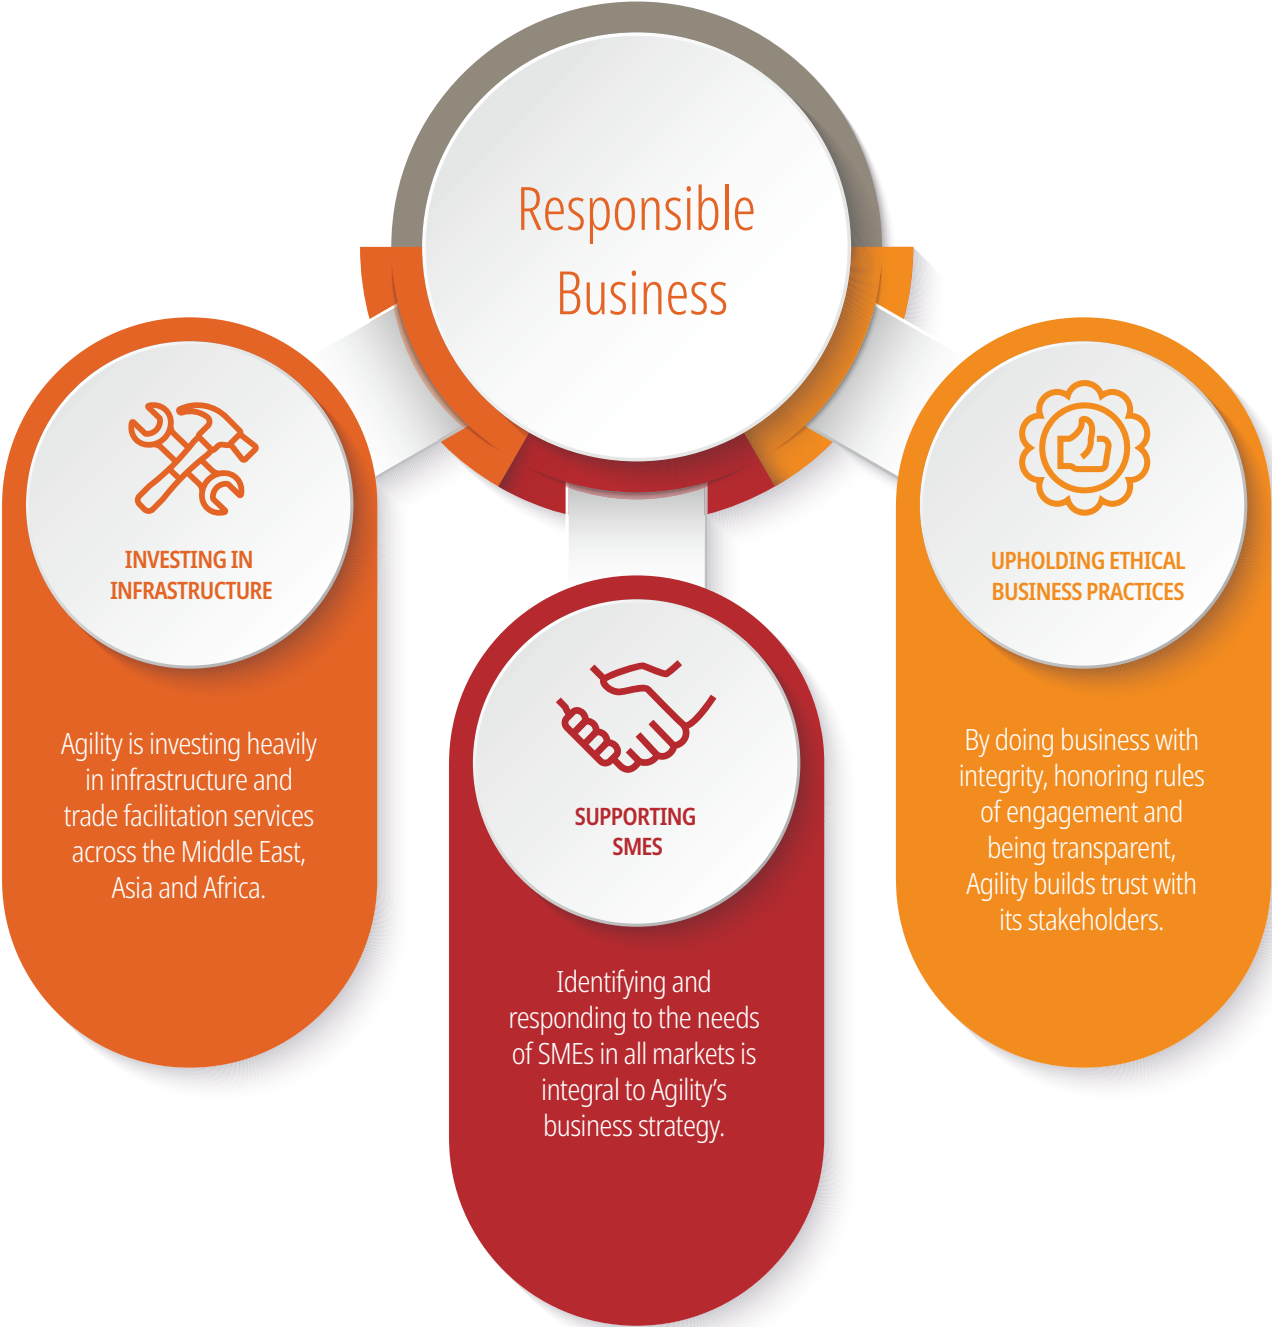 Responsible
Business
INVESTING IN
INFRASTRUCTURE
Agility is investing heavily
in infrastructure and
trade facilitation services
across the Middle East,
Asia and Africa.
SUPPORTING
SMES
Identifying and
responding to the needs
of SMEs in all markets is
integral to Agility’s
business strategy.
UPHOLDING ETHICAL
BUSINESS PRACTICES
By doing business with
integrity, honoring rules
of engagement and
being transparent,
Agility builds trust with
its stakeholders.